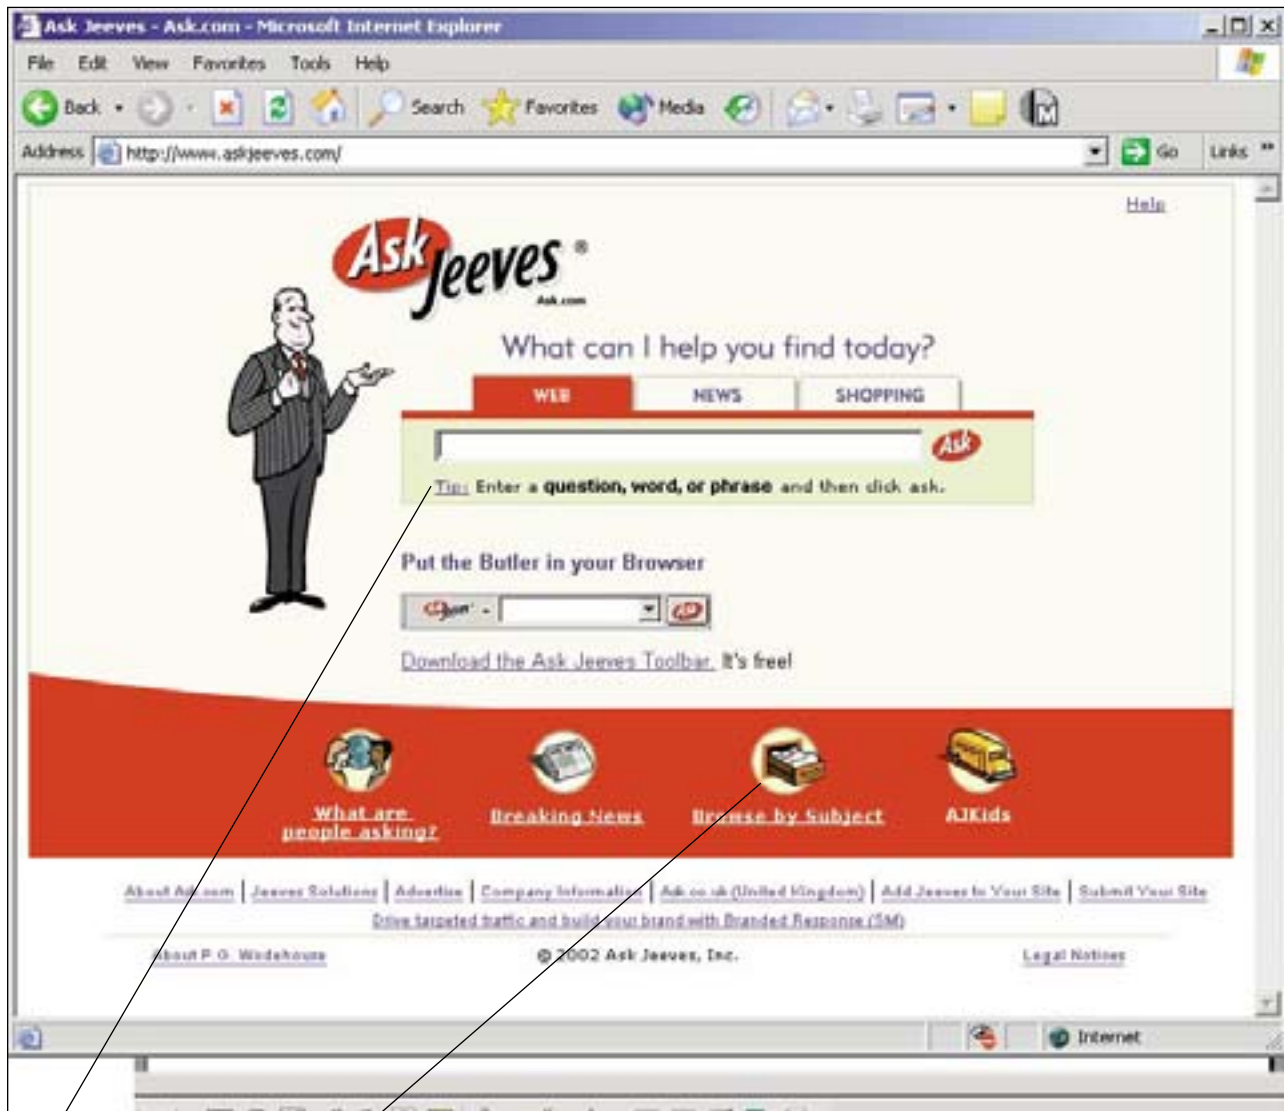 Ask Jeeves - Ask.com - Microsoft Internet Explorer
File Edit View Favorites Tools Help
Back Search Favorites Media
Address http://www.askjeeves.com/ Go Links »
Help
Ask Jeeves ®
Ask.com
What can I help you find today?
WEB NEWS SHOPPING
Ask
Tip: Enter a question, word, or phrase and then click ask.
Put the Butler in your Browser
Download the Ask Jeeves Toolbar. It's free!
What are people asking? Breaking News Browse by Subject AJKids
About Ask.com | Jeeves Solutions | Advertise | Company Information | Ask.co.uk (United Kingdom) | Add Jeeves to Your Site | Submit Your Site
Drive targeted traffic and build your brand with Branded Response (SM)
About P.G. Wodehouse © 2002 Ask Jeeves, Inc. Legal Notices
Internet